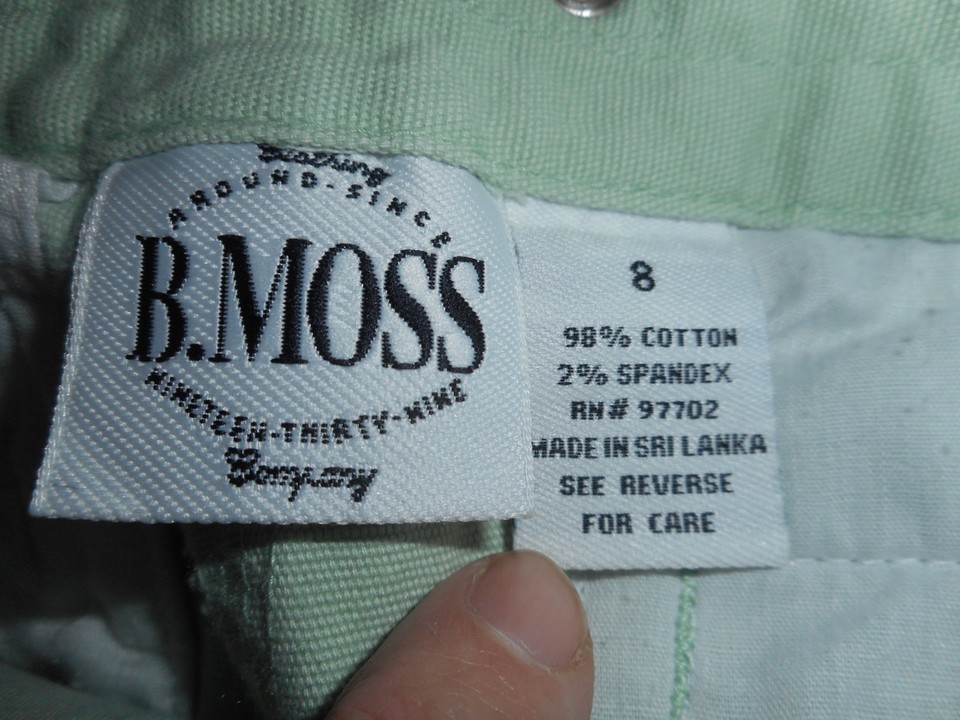 Clothing
AROUND-SINCE
B.MOSS
NINETEEN-THIRTY-NINE
Company
8
98% COTTON
2% SPANDEX
RN# 97702
MADE IN SRI LANKA
SEE REVERSE
FOR CARE